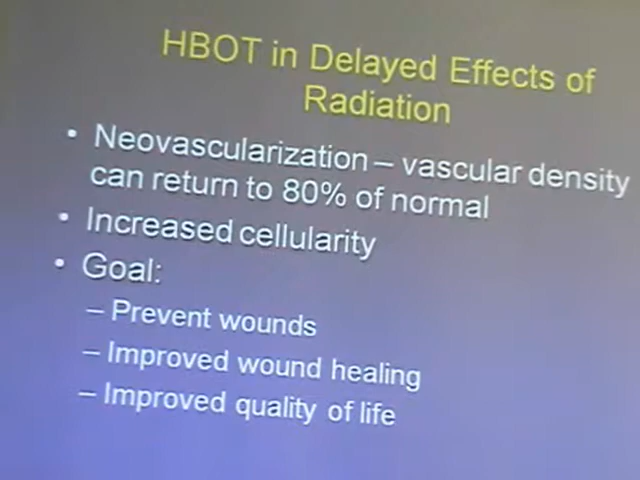 HBOT in Delayed Effects of
Radiation
• Neovascularization – vascular density
can return to 80% of normal
• Increased cellularity
• Goal:
– Prevent wounds
– Improved wound healing
– Improved quality of life